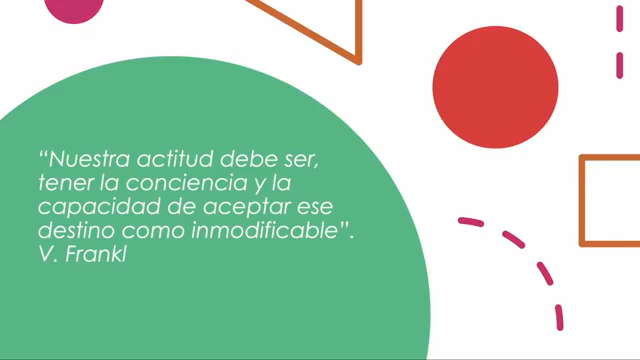 “Nuestra actitud debe ser,
tener la conciencia y la
capacidad de aceptar ese
destino como inmodificable”.
V. Frankl